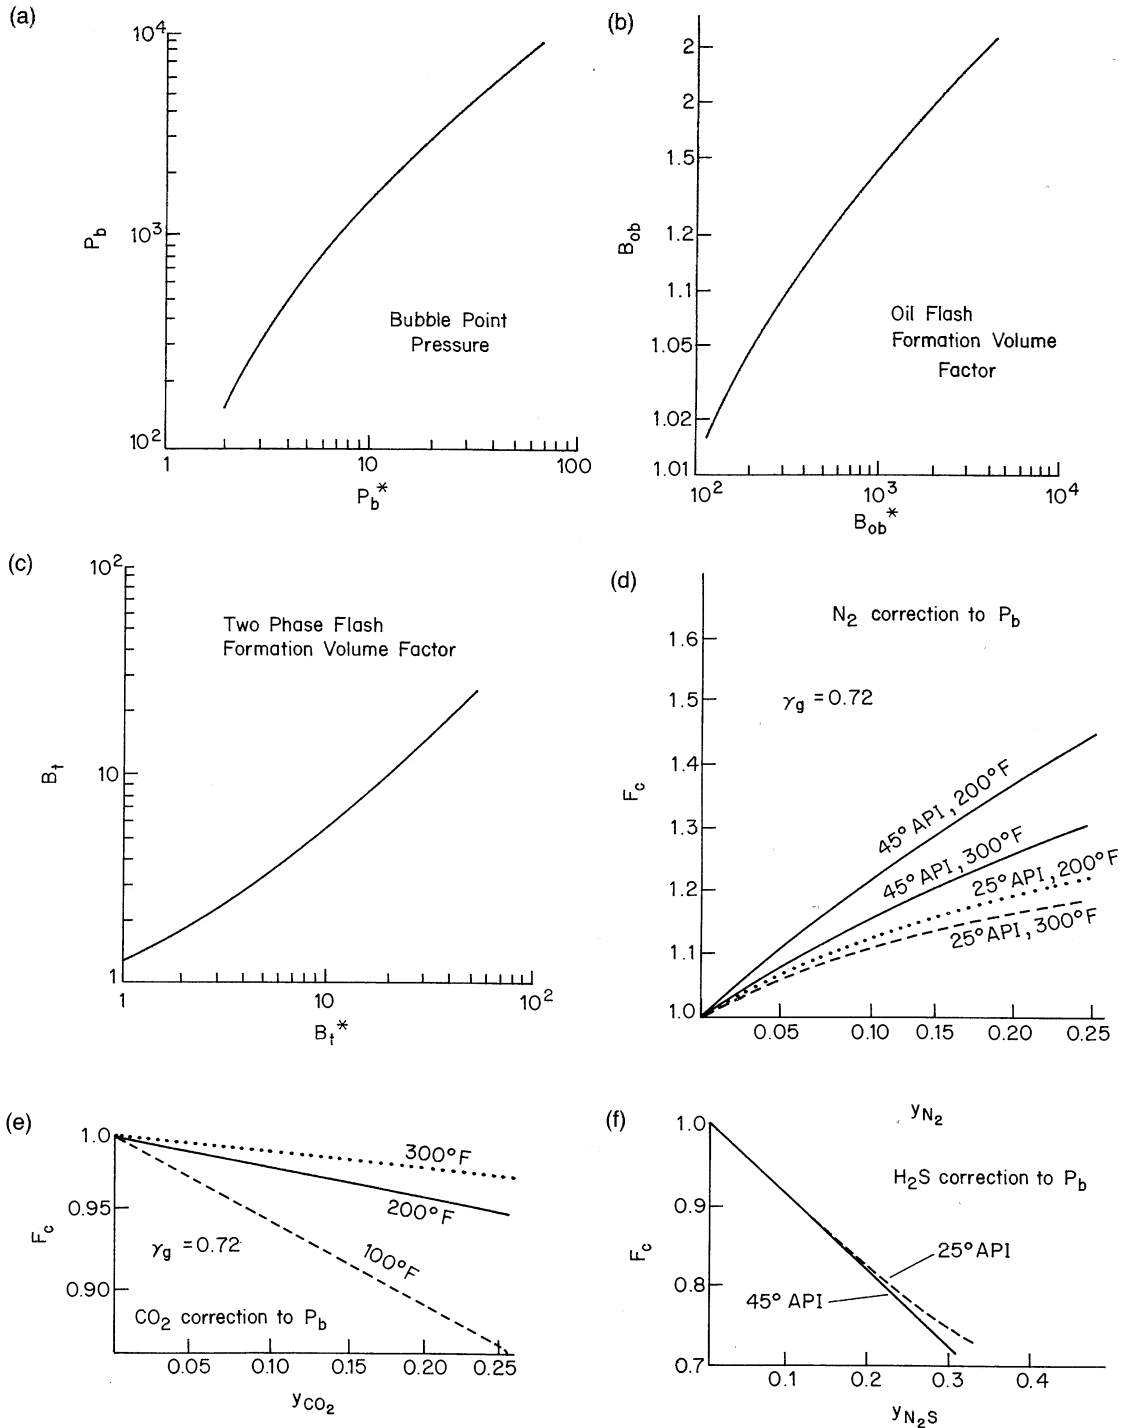 (a)
10⁴
10³
10²
P_b
1
10
100
P_b*
Bubble Point
Pressure
(b)
2
2
1.5
1.2
1.1
1.05
1.02
1.01
B_ob
10²
10³
10⁴
B_ob*
Oil Flash
Formation Volume
Factor
(c)
10²
10
1
B_t
1
10
10²
B_t*
Two Phase Flash
Formation Volume Factor
(d)
N₂ correction to P_b
γ_g = 0.72
1.6
1.5
1.4
1.3
1.2
1.1
1.0
F_c
45° API, 200°F
45° API, 300°F
25° API, 200°F
25° API, 300°F
0.05
0.10
0.15
0.20
0.25
y_N₂
(e)
1.0
0.95
0.90
F_c
300°F
200°F
100°F
γ_g = 0.72
CO₂ correction to P_b
0.05
0.10
0.15
0.20
0.25
y_CO₂
(f)
1.0
0.9
0.8
0.7
F_c
H₂S correction to P_b
25° API
45° API
0.1
0.2
0.3
0.4
y_N₂S